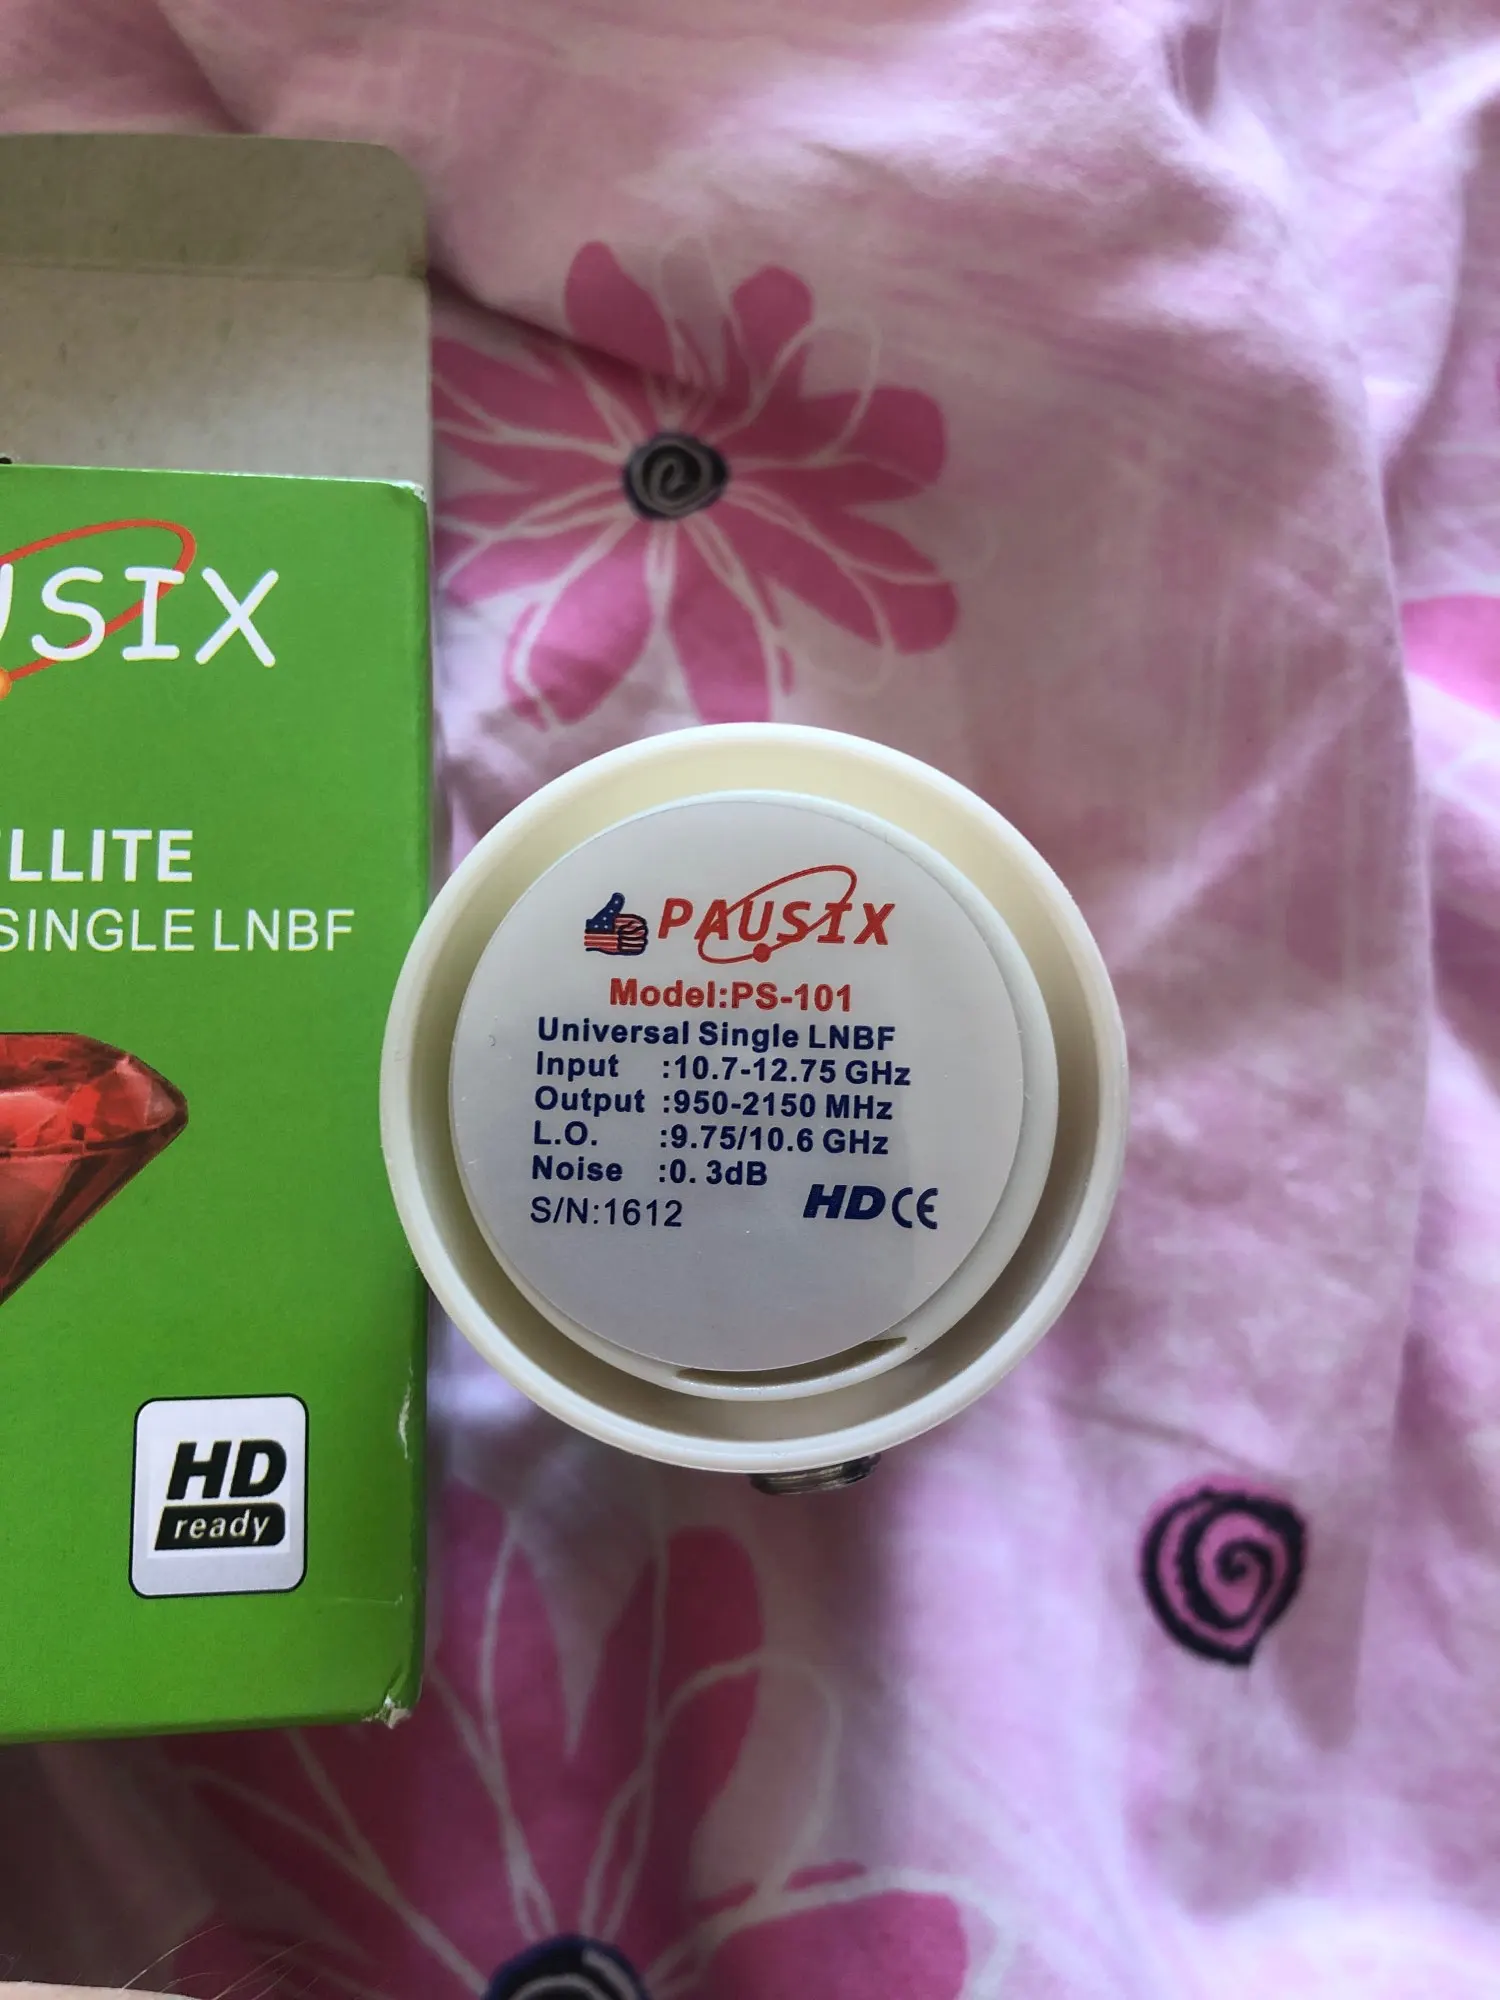 USIX
LLITE
SINGLE LNBF
HD
ready
PAUSIX
Model:PS-101
Universal Single LNBF
Input :10.7-12.75 GHz
Output :950-2150 MHz
L.O. :9.75/10.6 GHz
Noise :0. 3dB
S/N:1612
HD CE